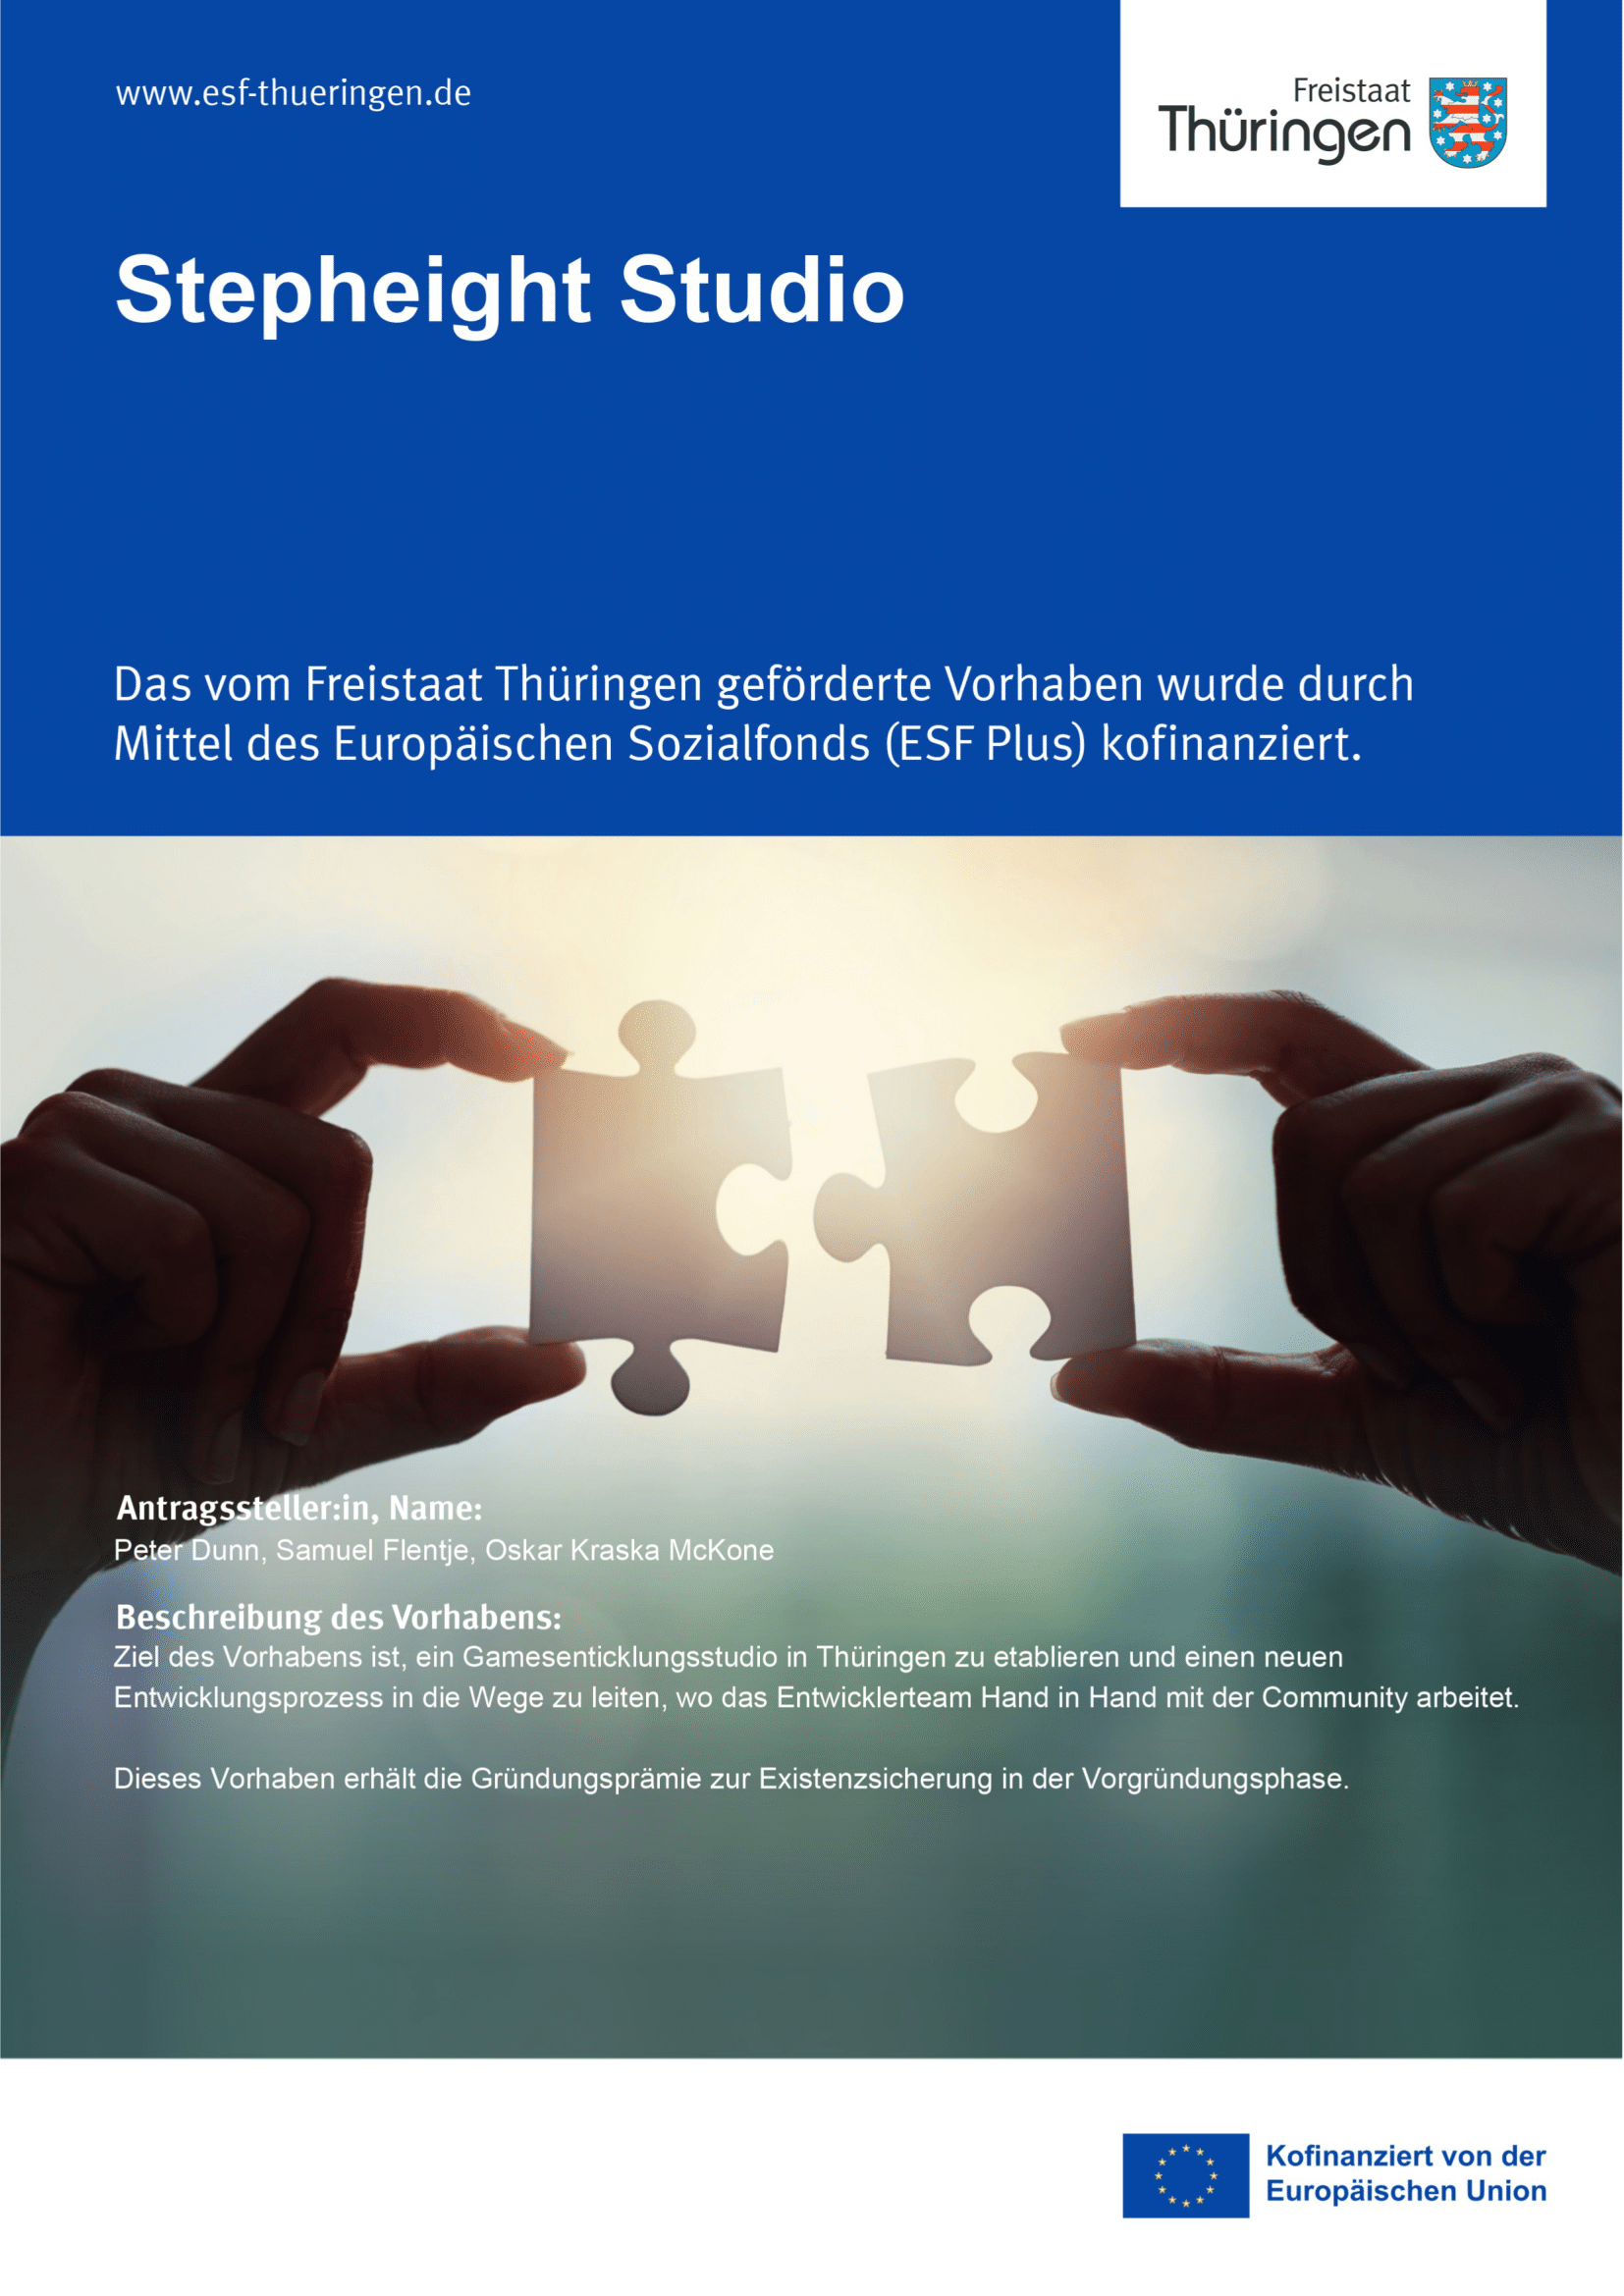 www.esf-thueringen.de
Freistaat
Thüringen
Stepheight Studio
Das vom Freistaat Thüringen geförderte Vorhaben wurde durch
Mittel des Europäischen Sozialfonds (ESF Plus) kofinanziert.
Antragssteller:in, Name:
Peter Dunn, Samuel Flentje, Oskar Kraska McKone
Beschreibung des Vorhabens:
Ziel des Vorhabens ist, ein Gamesenticklungsstudio in Thüringen zu etablieren und einen neuen
Entwicklungsprozess in die Wege zu leiten, wo das Entwicklerteam Hand in Hand mit der Community arbeitet.
Dieses Vorhaben erhält die Gründungsprämie zur Existenzsicherung in der Vorgründungsphase.
Kofinanziert von der
Europäischen Union